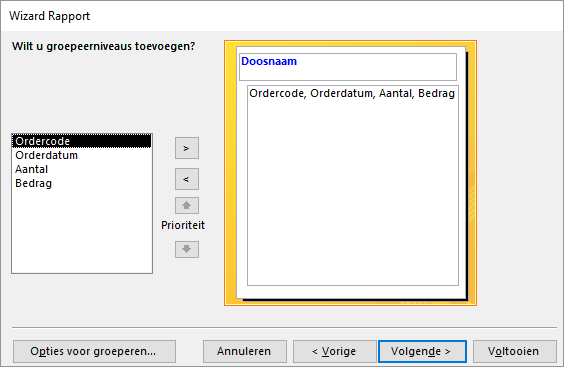 Wizard Rapport
Wilt u groepeerniveaus toevoegen?
Doosnaam
Ordercode, Orderdatum, Aantal, Bedrag
Ordercode
Orderdatum
Aantal
Bedrag
>
<
Prioriteit
Opties voor groeperen...
Annuleren
< Vorige
Volgende >
Voltooien